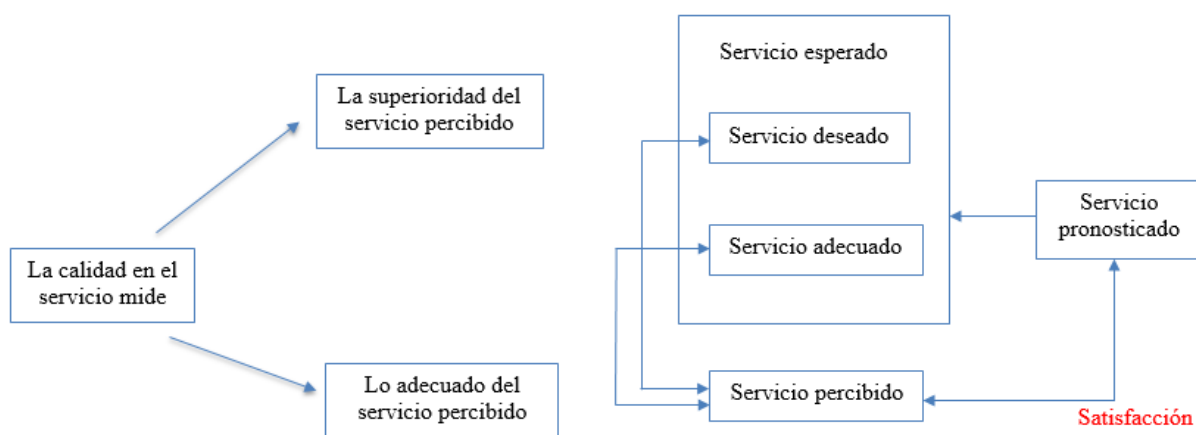 La calidad en el
servicio mide
La superioridad del
servicio percibido
Lo adecuado del
servicio percibido
Servicio esperado
Servicio deseado
Servicio adecuado
Servicio percibido
Servicio
pronosticado
Satisfacción